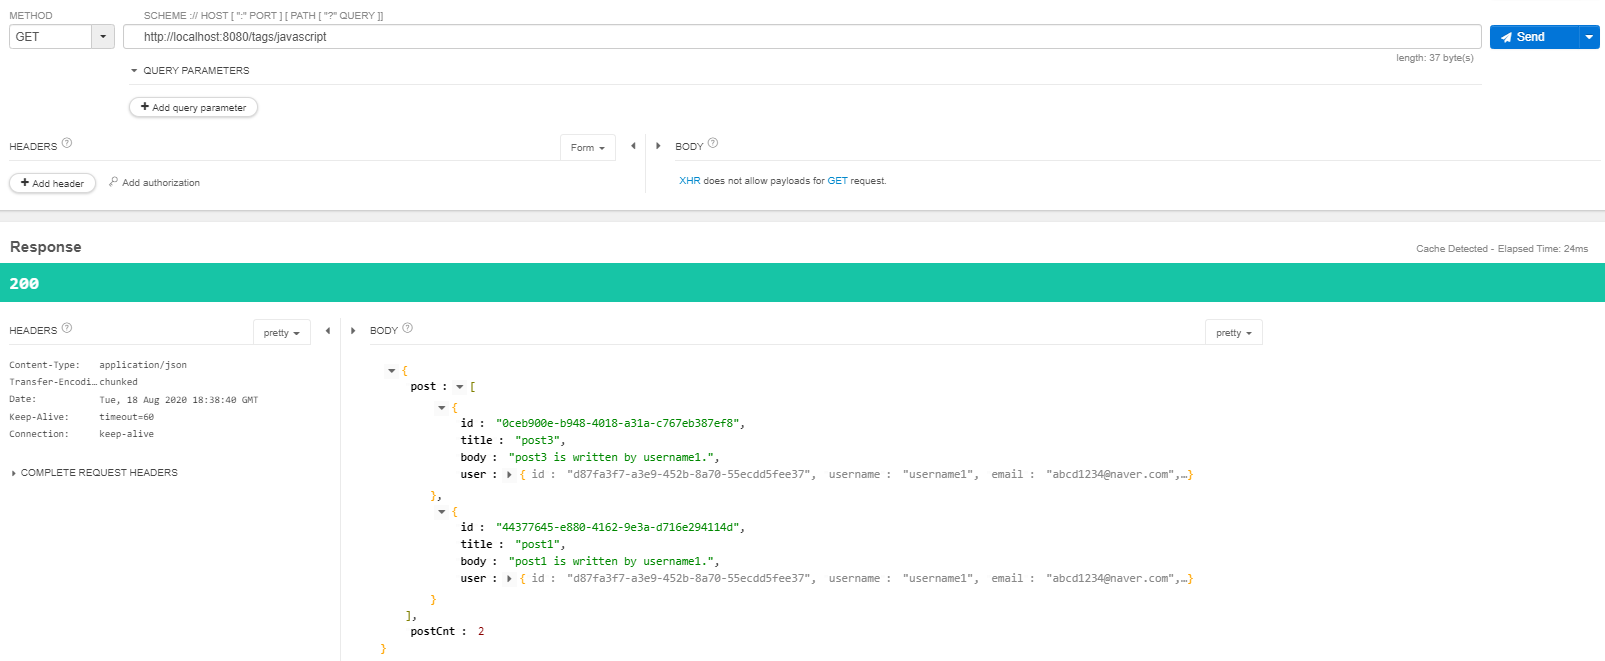 METHOD
SCHEME :// HOST [ ":" PORT ] [ PATH [ "?" QUERY ]]
GET
http://localhost:8080/tags/javascript
Send
length: 37 byte(s)
QUERY PARAMETERS
+ Add query parameter
HEADERS ?
Form
BODY ?
+ Add header
Add authorization
XHR does not allow payloads for GET request.
Response
Cache Detected - Elapsed Time: 24ms
200
HEADERS ?
pretty
BODY ?
pretty
Content-Type: application/json
Transfer-Encodi… chunked
Date: Tue, 18 Aug 2020 18:38:40 GMT
Keep-Alive: timeout=60
Connection: keep-alive
COMPLETE REQUEST HEADERS
{
post : [
{
id : "0ceb900e-b948-4018-a31a-c767eb387ef8",
title : "post3",
body : "post3 is written by username1.",
user : { id : "d87fa3f7-a3e9-452b-8a70-55ecdd5fee37", username : "username1", email : "abcd1234@naver.com",…}
},
{
id : "44377645-e880-4162-9e3a-d716e294114d",
title : "post1",
body : "post1 is written by username1.",
user : { id : "d87fa3f7-a3e9-452b-8a70-55ecdd5fee37", username : "username1", email : "abcd1234@naver.com",…}
}
],
postCnt : 2
}